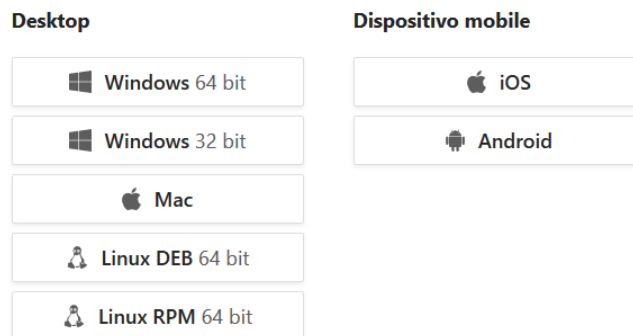 Desktop
Windows 64 bit
Windows 32 bit
Mac
Linux DEB 64 bit
Linux RPM 64 bit
Dispositivo mobile
iOS
Android